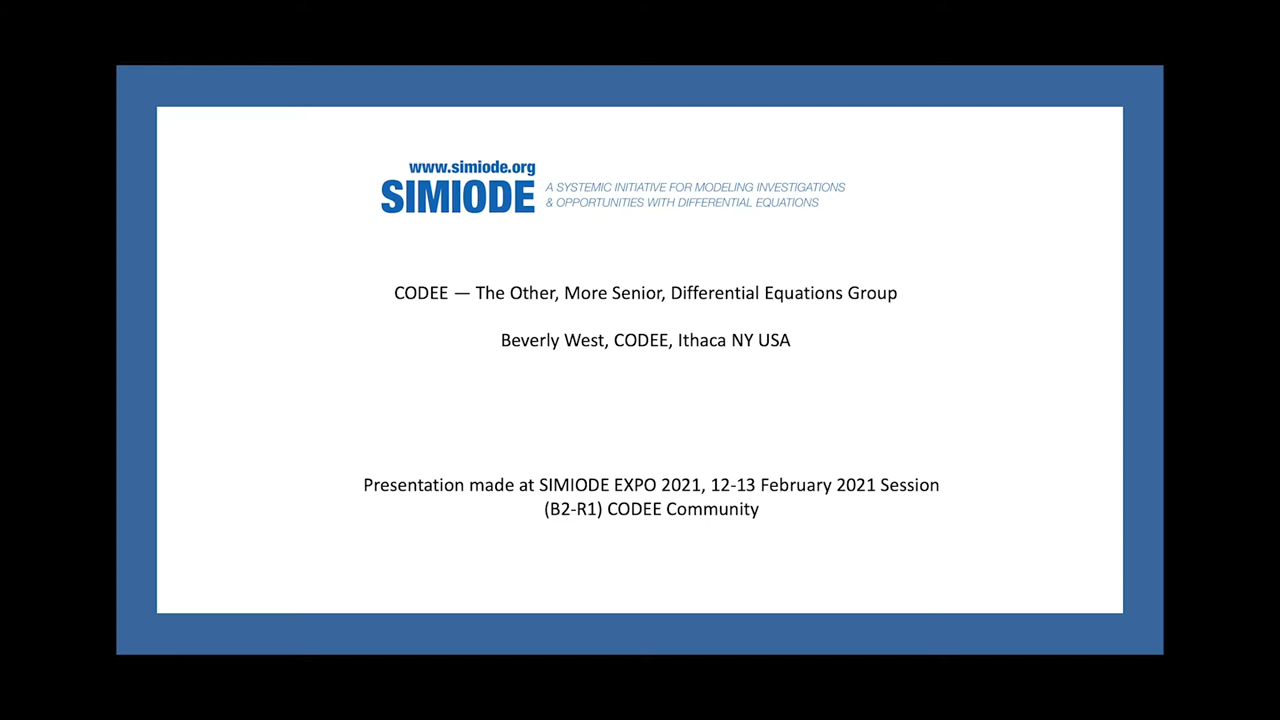 www.simiode.org
SIMIODE
A SYSTEMIC INITIATIVE FOR MODELING INVESTIGATIONS
& OPPORTUNITIES WITH DIFFERENTIAL EQUATIONS
CODEE — The Other, More Senior, Differential Equations Group
Beverly West, CODEE, Ithaca NY USA
Presentation made at SIMIODE EXPO 2021, 12-13 February 2021 Session
(B2-R1) CODEE Community